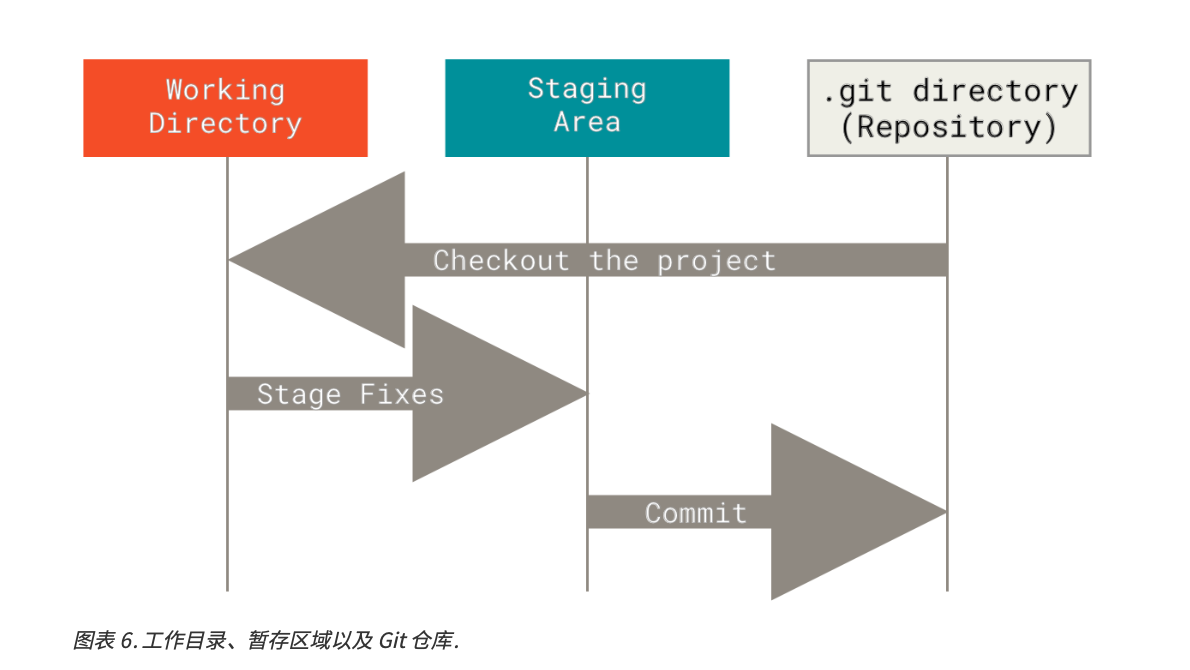 Working
Directory
Staging
Area
.git directory
(Repository)
Checkout the project
Stage Fixes
Commit
图表 6. 工作目录、暂存区域以及 Git 仓库.